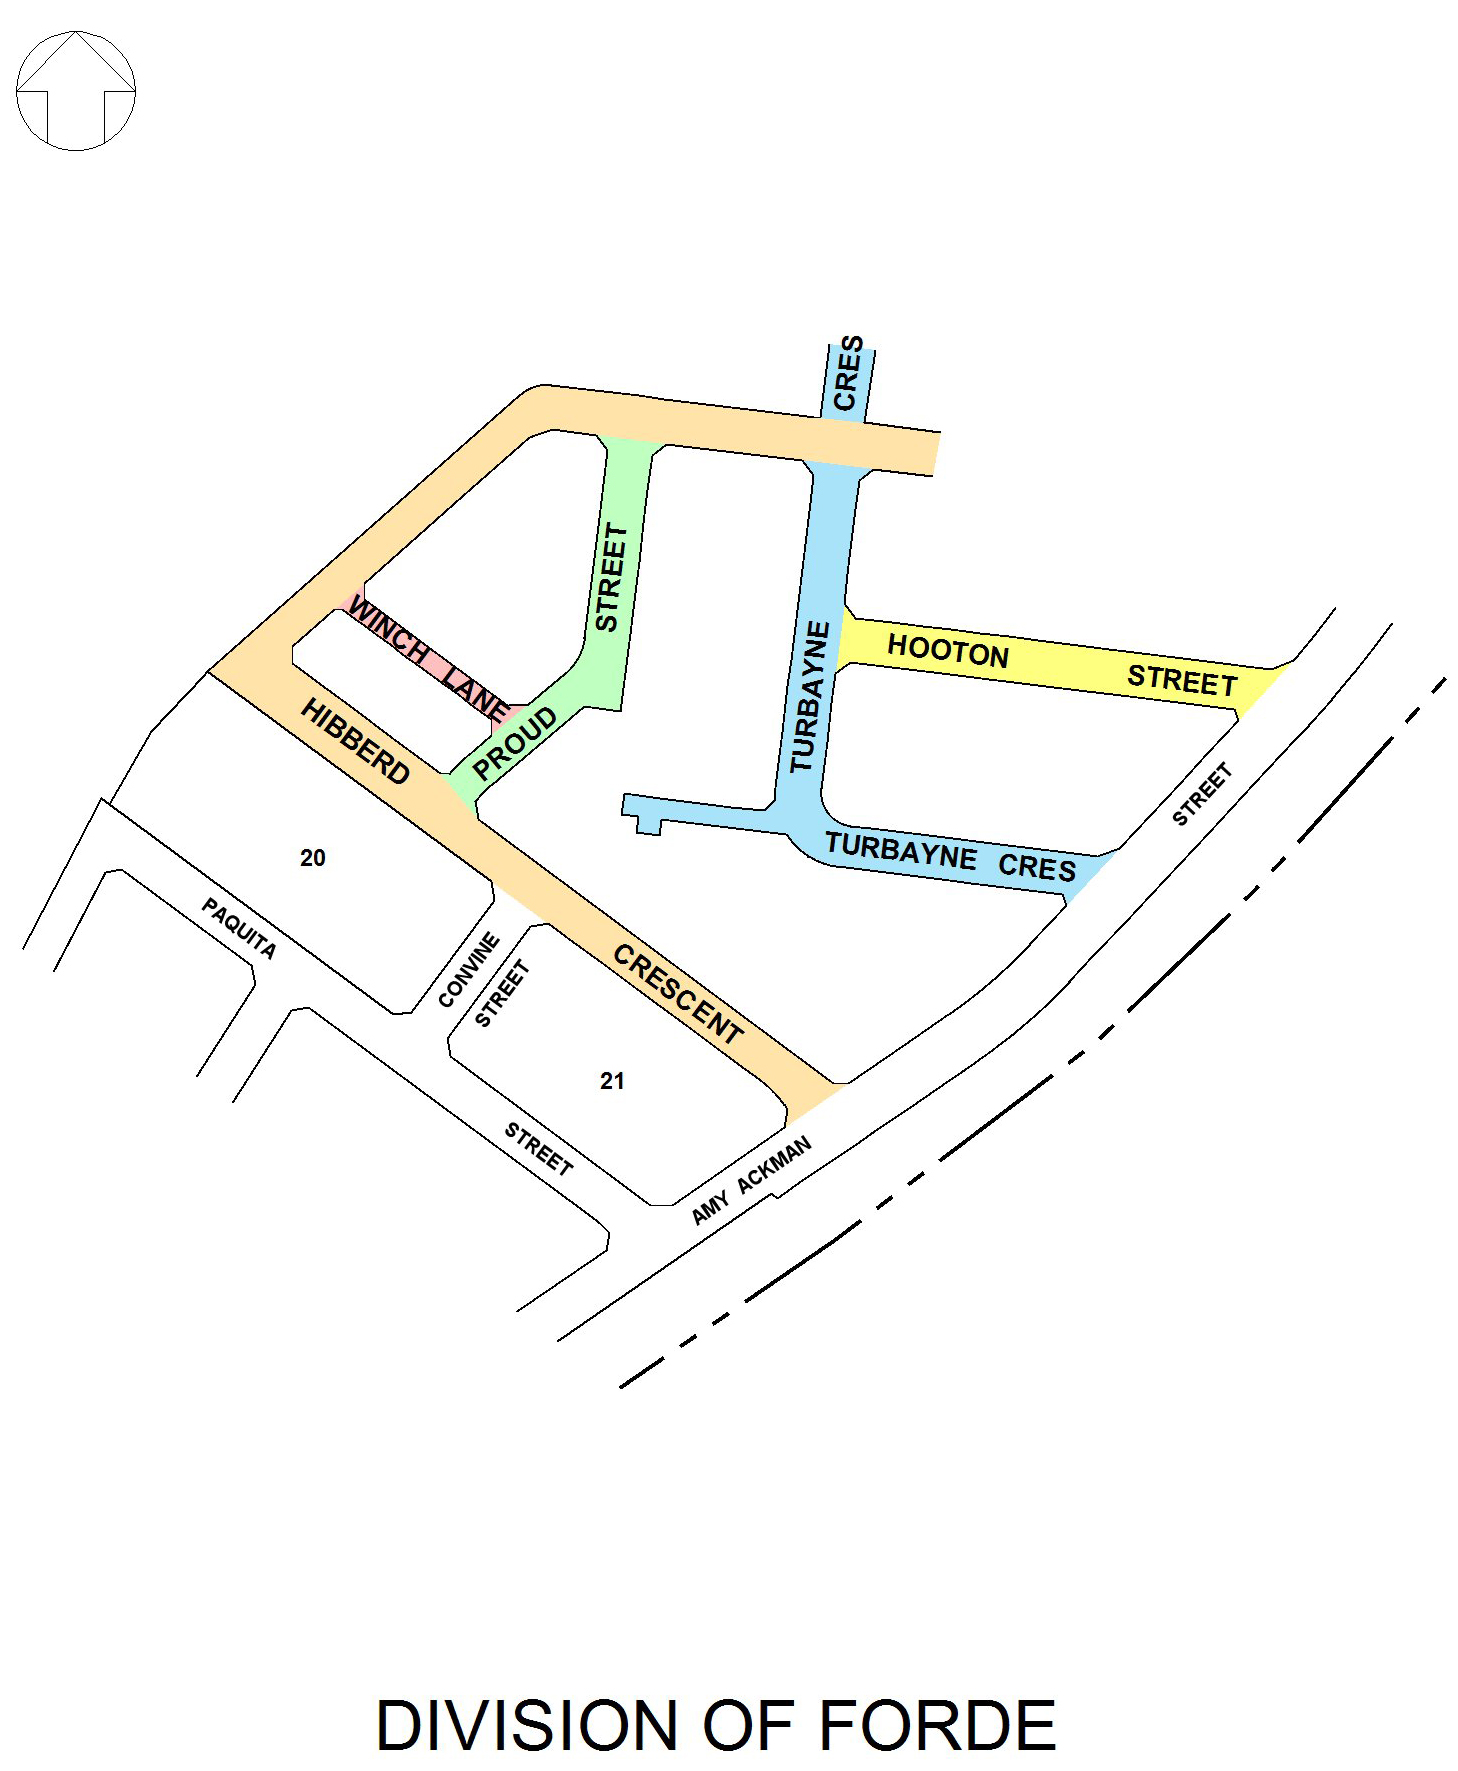 CRES
STREET
WINCH LANE
HOOTON STREET
TURBAYNE
PROUD
HIBBERD
STREET
TURBAYNE CRES
20
PAQUITA
CONVINE
STREET
CRESCENT
21
STREET
AMY ACKMAN
DIVISION OF FORDE